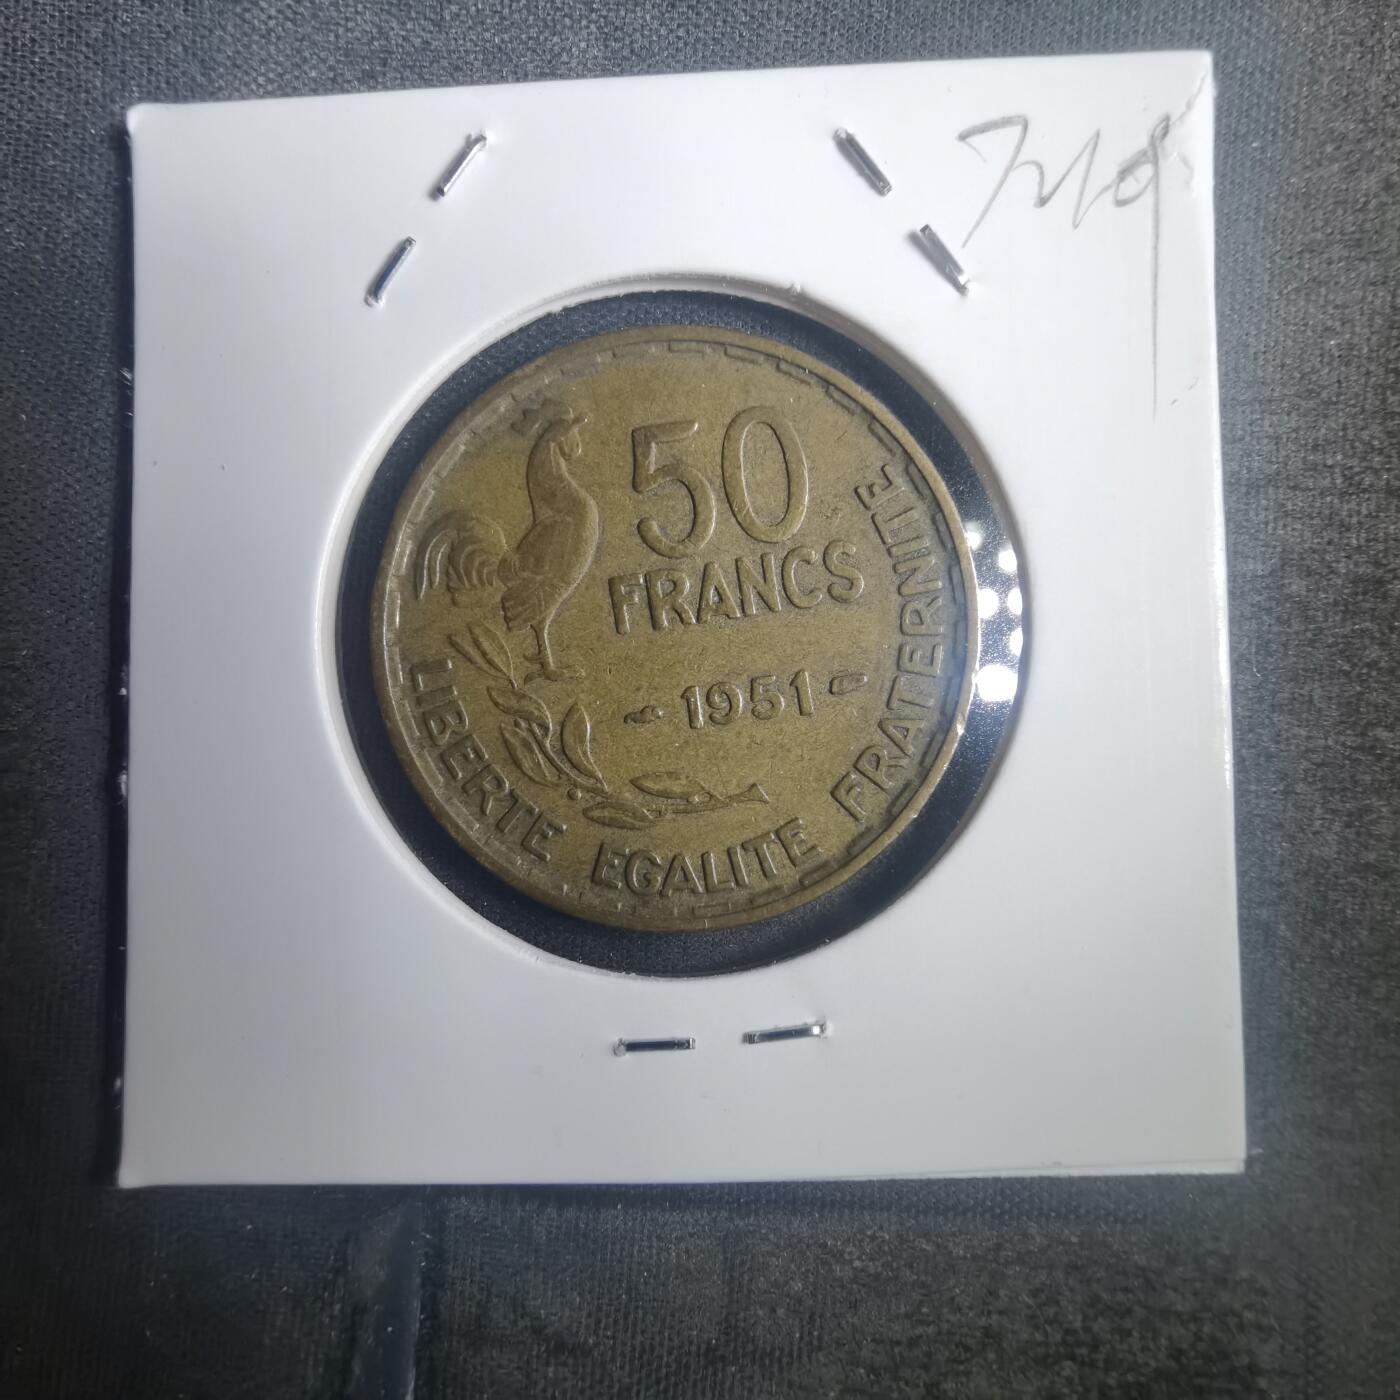 50
FRANCS
1951
LIBERTE EGALITE FRATERNITE